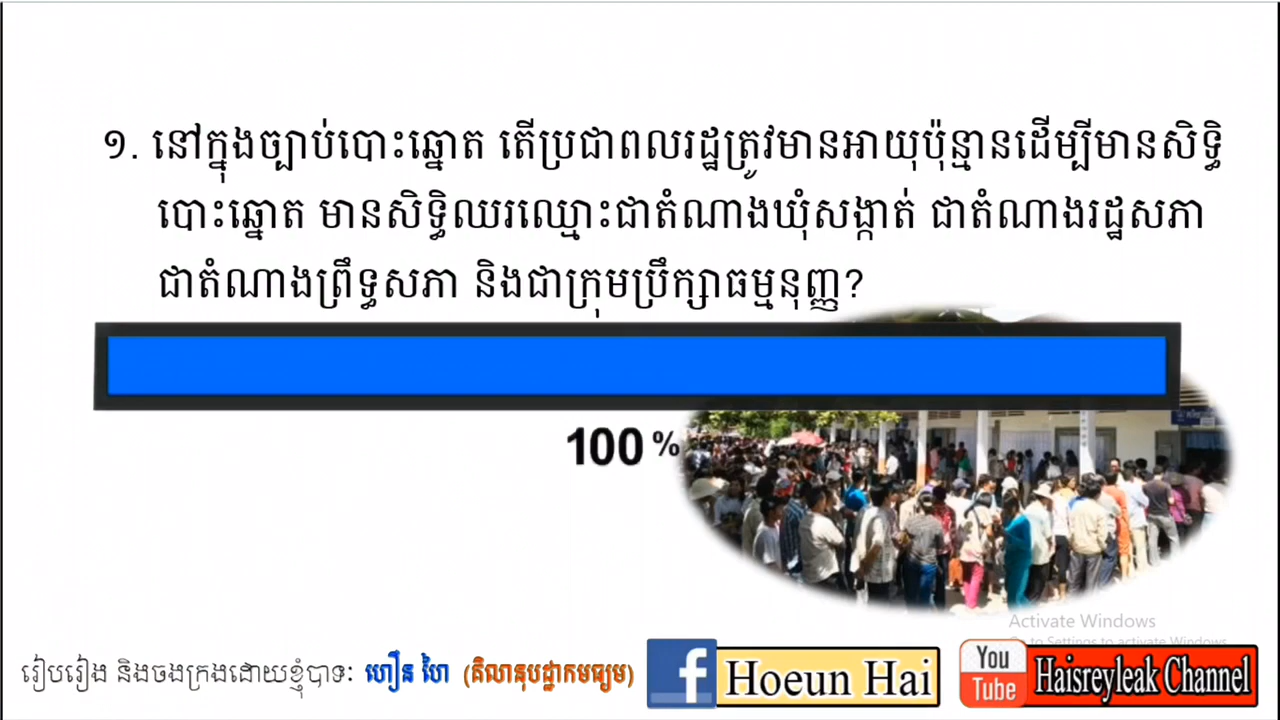 ១. នៅក្នុងច្បាប់បោះឆ្នោត តើប្រជាពលរដ្ឋត្រូវមានអាយុប៉ុន្មានដើម្បីមានសិទ្ធិ
បោះឆ្នោត មានសិទ្ធិឈរឈ្មោះជាតំណាងឃុំសង្កាត់ ជាតំណាងរដ្ឋសភា
ជាតំណាងព្រឹទ្ធសភា និងជាក្រុមប្រឹក្សាធម្មនុញ្ញ?
100 %
Activate Windows
Go to Settings to activate Windows.
រៀបរៀង និងចងក្រងដោយខ្ញុំបាទ: ហឿន ហៃ (គិលានុបដ្ឋាកមធ្យម)
f Hoeun Hai
You Tube Haisreyleak Channel